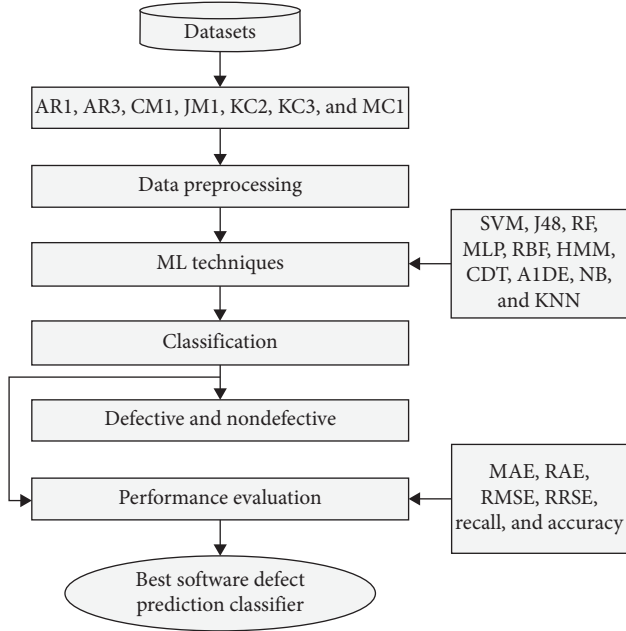 Datasets
AR1, AR3, CM1, JM1, KC2, KC3, and MC1
Data preprocessing
ML techniques
SVM, J48, RF,
MLP, RBF, HMM,
CDT, A1DE, NB,
and KNN
Classification
Defective and nondefective
Performance evaluation
MAE, RAE,
RMSE, RRSE,
recall, and accuracy
Best software defect
prediction classifier